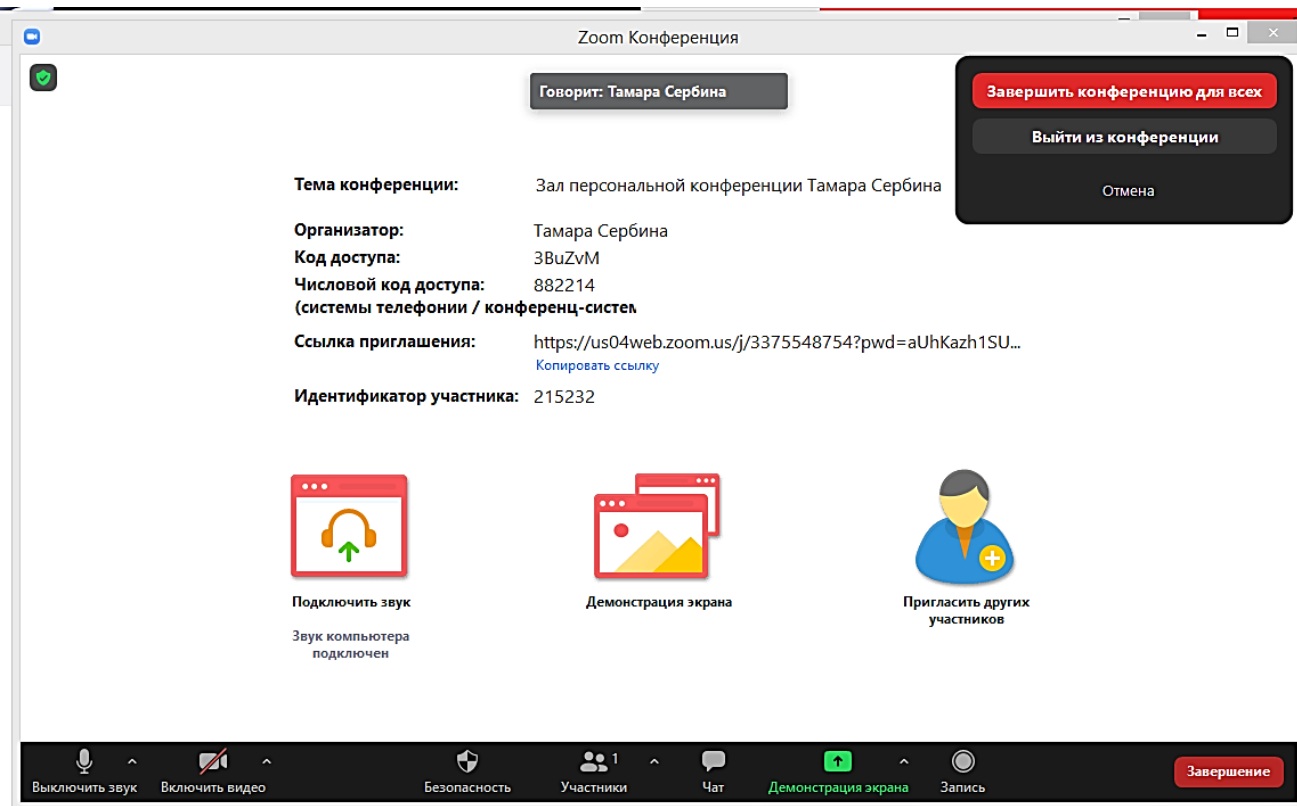 Zoom Конференция
Говорит: Тамара Сербина
Завершить конференцию для всех
Выйти из конференции
Отмена
Тема конференции: Зал персональной конференции Тамара Сербина
Организатор: Тамара Сербина
Код доступа: 3BuZvM
Числовой код доступа: 882214
(системы телефонии / конференц-систем
Ссылка приглашения: https://us04web.zoom.us/j/3375548754?pwd=aUhKazh1SU...
Копировать ссылку
Идентификатор участника: 215232
Подключить звук
Звук компьютера
подключен
Демонстрация экрана
Пригласить других
участников
Выключить звук
Включить видео
Безопасность
Участники 1
Чат
Демонстрация экрана
Запись
Завершение